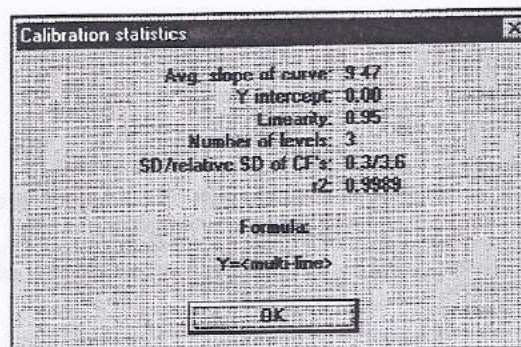 Calibration statistics
Avg. slope of curve: 9.47
Y intercept: 0.00
Linearity: 0.95
Number of levels: 3
SD/relative SD of CF's: 0.3/3.6
r2: 0.9989
Formula:
Y=<multi-line>
OK